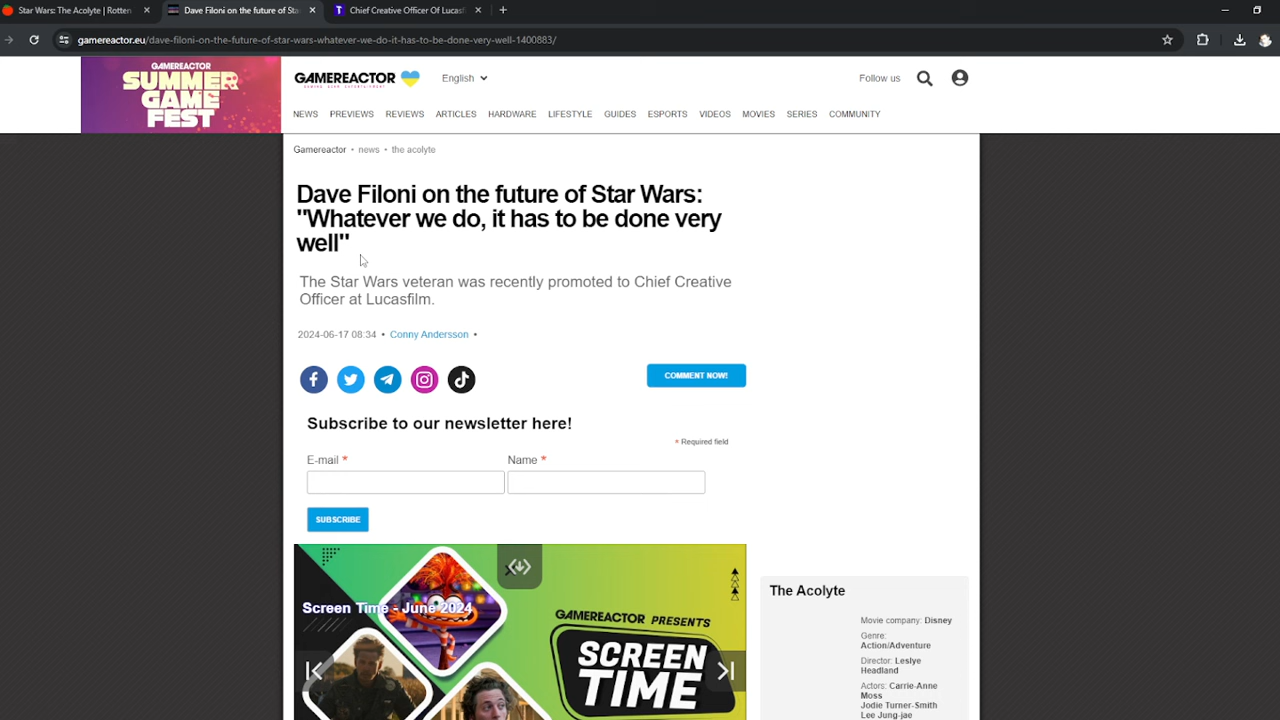 Star Wars: The Acolyte | Rotten
Dave Filoni on the future of Sta
Chief Creative Officer Of Lucasf
gamereactor.eu/dave-filoni-on-the-future-of-star-wars-whatever-we-do-it-has-to-be-done-very-well-1400883/
GAMEREACTOR
SUMMER
GAME
FEST
GAMEREACTOR
English
Follow us
NEWS PREVIEWS REVIEWS ARTICLES HARDWARE LIFESTYLE GUIDES ESPORTS VIDEOS MOVIES SERIES COMMUNITY
Gamereactor • news • the acolyte
Dave Filoni on the future of Star Wars:
"Whatever we do, it has to be done very
well"
The Star Wars veteran was recently promoted to Chief Creative
Officer at Lucasfilm.
2024-06-17 08:34 • Conny Andersson •
COMMENT NOW!
Subscribe to our newsletter here!
* Required field
E-mail * Name *
SUBSCRIBE
Screen Time - June 2024
GAMEREACTOR PRESENTS
SCREEN
TIME
The Acolyte
Movie company: Disney
Genre:
Action/Adventure
Director: Leslye
Headland
Actors: Carrie-Anne
Moss
Jodie Turner-Smith
Lee Jung-jae